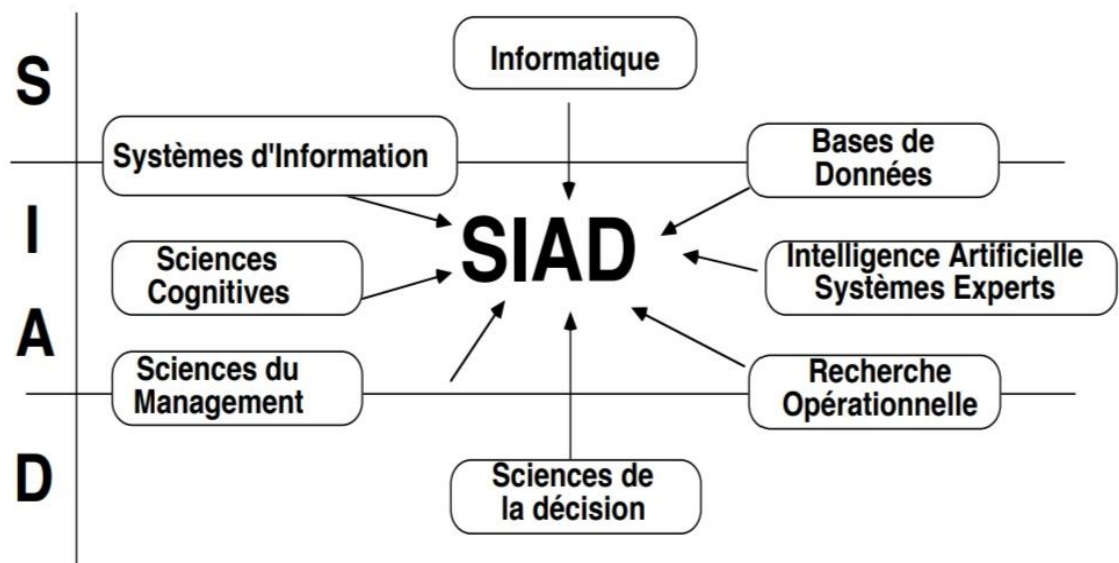 S
Informatique
Systèmes d'Information
Bases de
Données
I
SIAD
Sciences
Cognitives
Intelligence Artificielle
Systèmes Experts
A
Sciences du
Management
Recherche
Opérationnelle
D
Sciences de
la décision